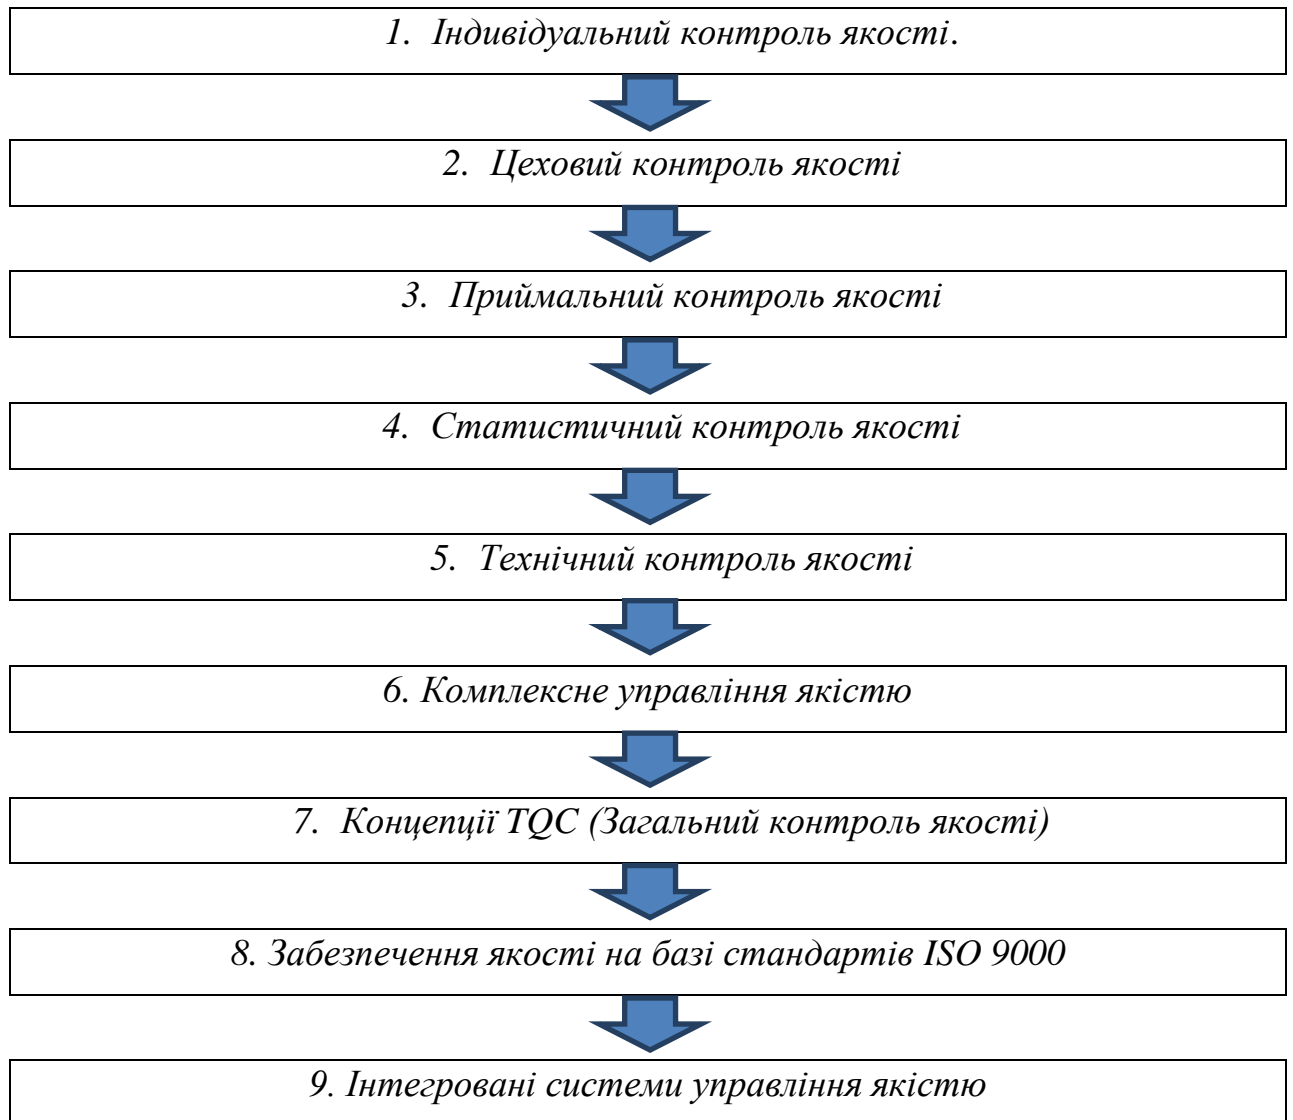 1. Індивідуальний контроль якості.
2. Цеховий контроль якості
3. Приймальний контроль якості
4. Статистичний контроль якості
5. Технічний контроль якості
6. Комплексне управління якістю
7. Концепції TQC (Загальний контроль якості)
8. Забезпечення якості на базі стандартів ISO 9000
9. Інтегровані системи управління якістю